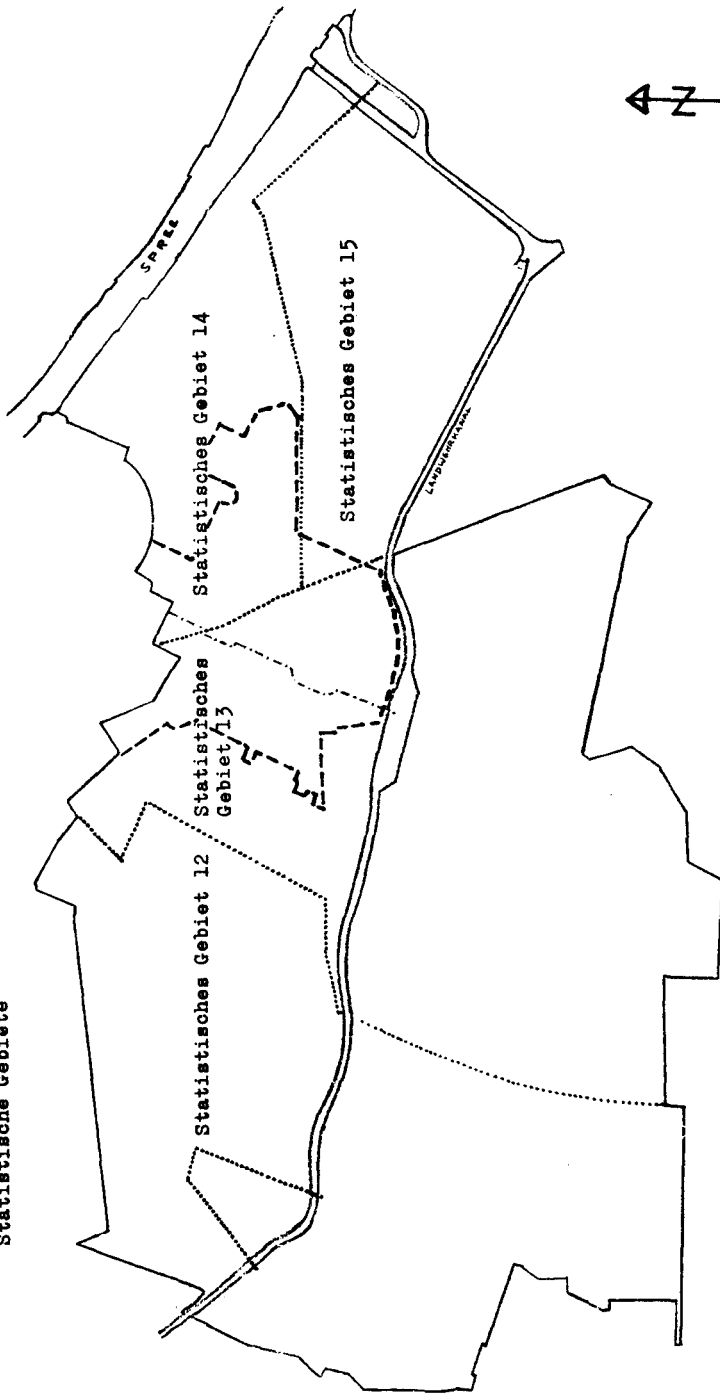 Statistische Gebiete
SPREE
Statistisches Gebiet 14
Statistisches Gebiet 15
Statistisches
Gebiet 13
Statistisches Gebiet 12
LANDWEHRKANAL
N